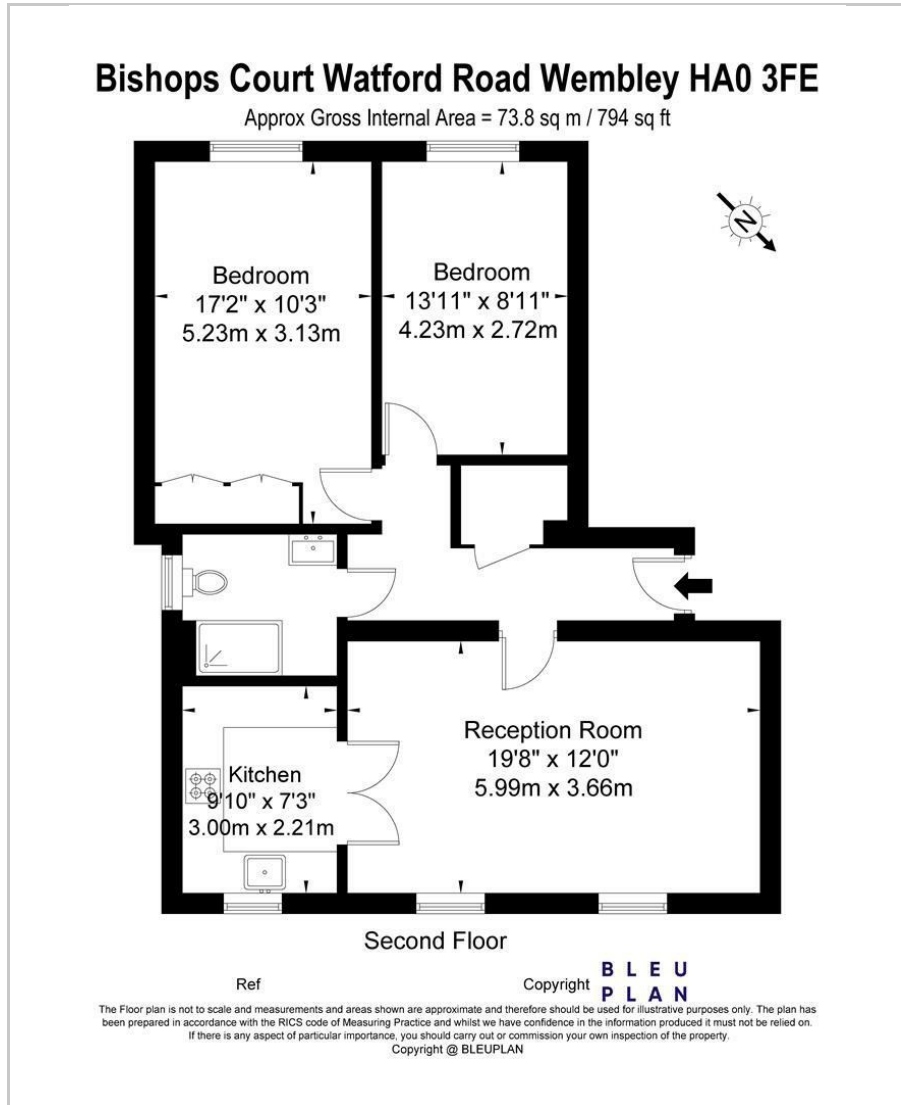 Bishops Court Watford Road Wembley HA0 3FE
Approx Gross Internal Area = 73.8 sq m / 794 sq ft
N
Bedroom
17'2" x 10'3"
5.23m x 3.13m
Bedroom
13'11" x 8'11"
4.23m x 2.72m
Reception Room
19'8" x 12'0"
5.99m x 3.66m
Kitchen
9'10" x 7'3"
3.00m x 2.21m
Second Floor
Ref
Copyright
BLEU
PLAN
The Floor plan is not to scale and measurements and areas shown are approximate and therefore should be used for illustrative purposes only. The plan has
been prepared in accordance with the RICS code of Measuring Practice and whilst we have confidence in the information produced it must not be relied on.
If there is any aspect of particular importance, you should carry out or commission your own inspection of the property.
Copyright @ BLEUPLAN